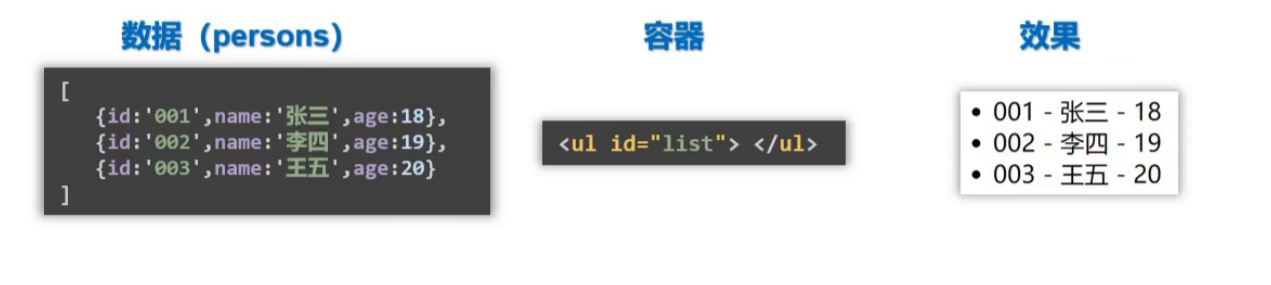 数据（persons）
[
{id:'001',name:'张三',age:18},
{id:'002',name:'李四',age:19},
{id:'003',name:'王五',age:20}
]
容器
<ul id="list"> </ul>
效果
• 001 - 张三 - 18
• 002 - 李四 - 19
• 003 - 王五 - 20